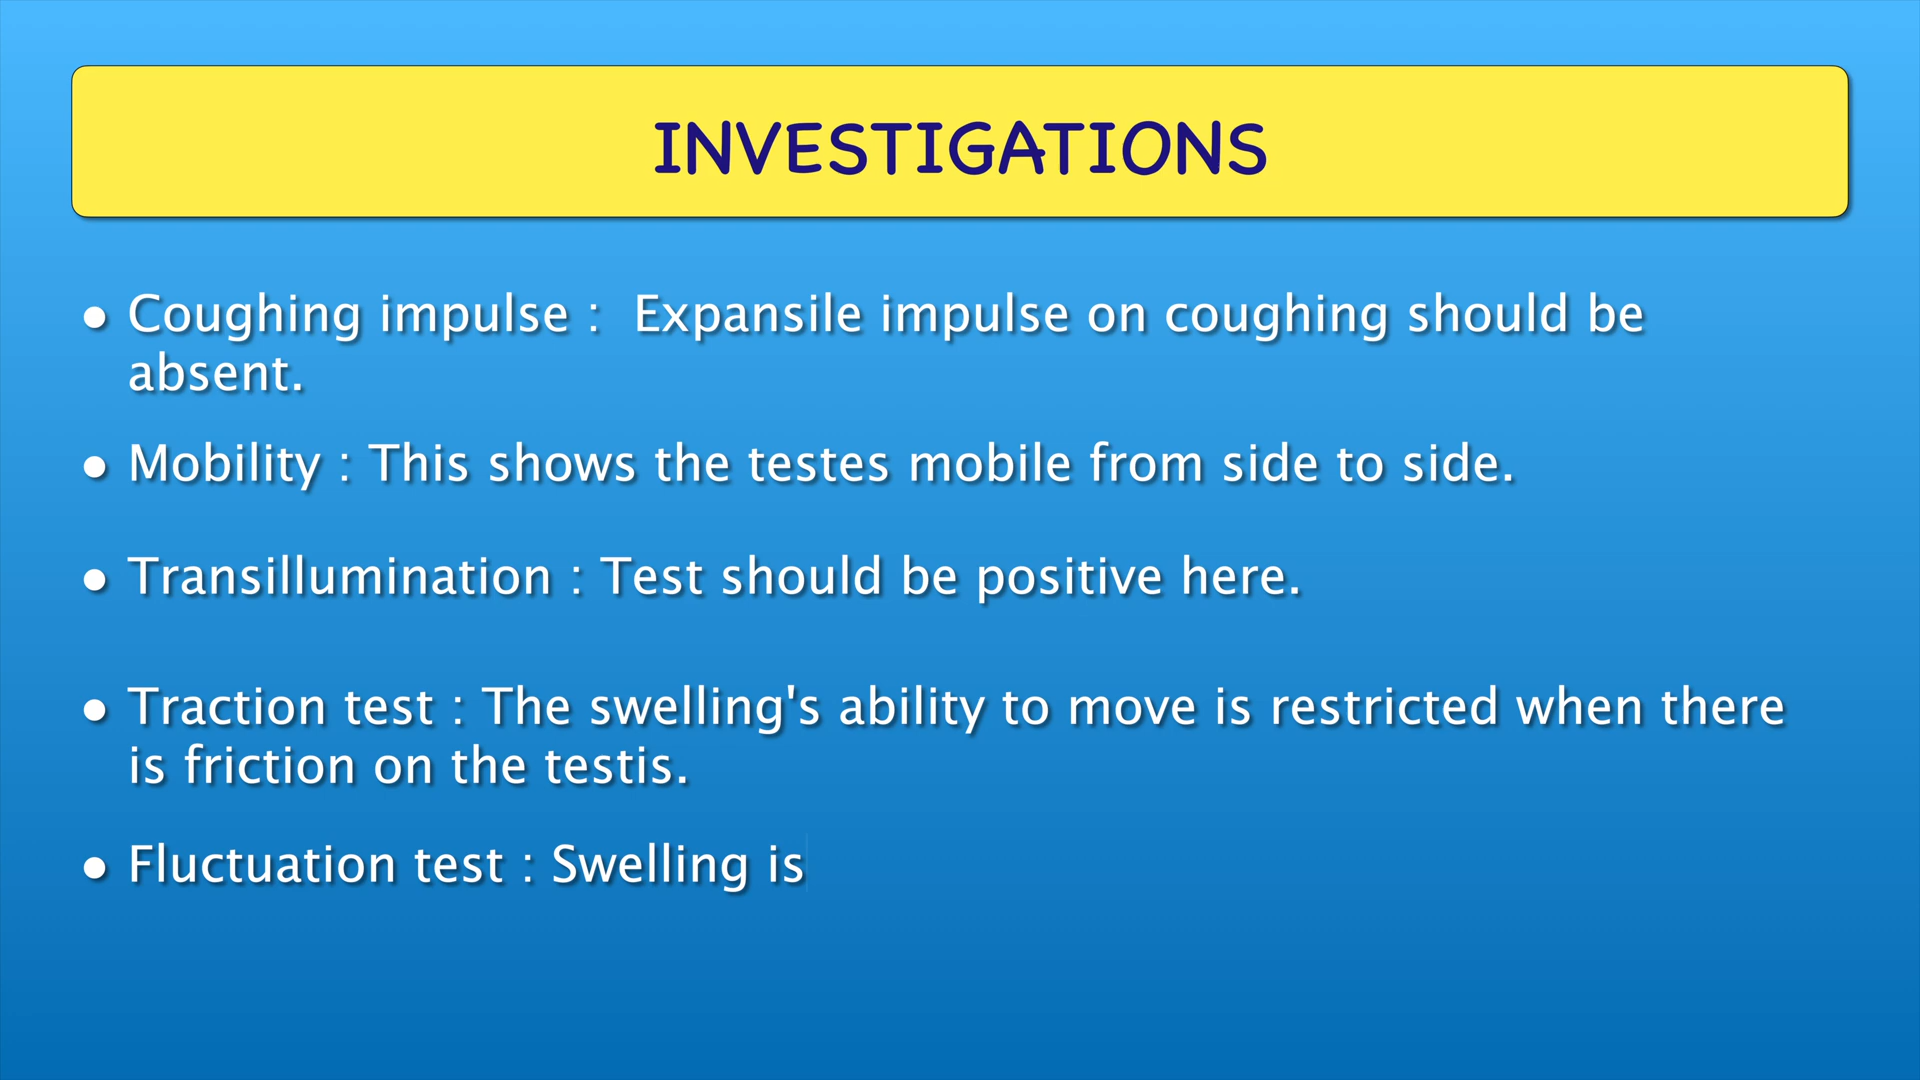 INVESTIGATIONS
• Coughing impulse :  Expansile impulse on coughing should be
absent.
• Mobility : This shows the testes mobile from side to side.
• Transillumination : Test should be positive here.
• Traction test : The swelling's ability to move is restricted when there
is friction on the testis.
• Fluctuation test : Swelling is